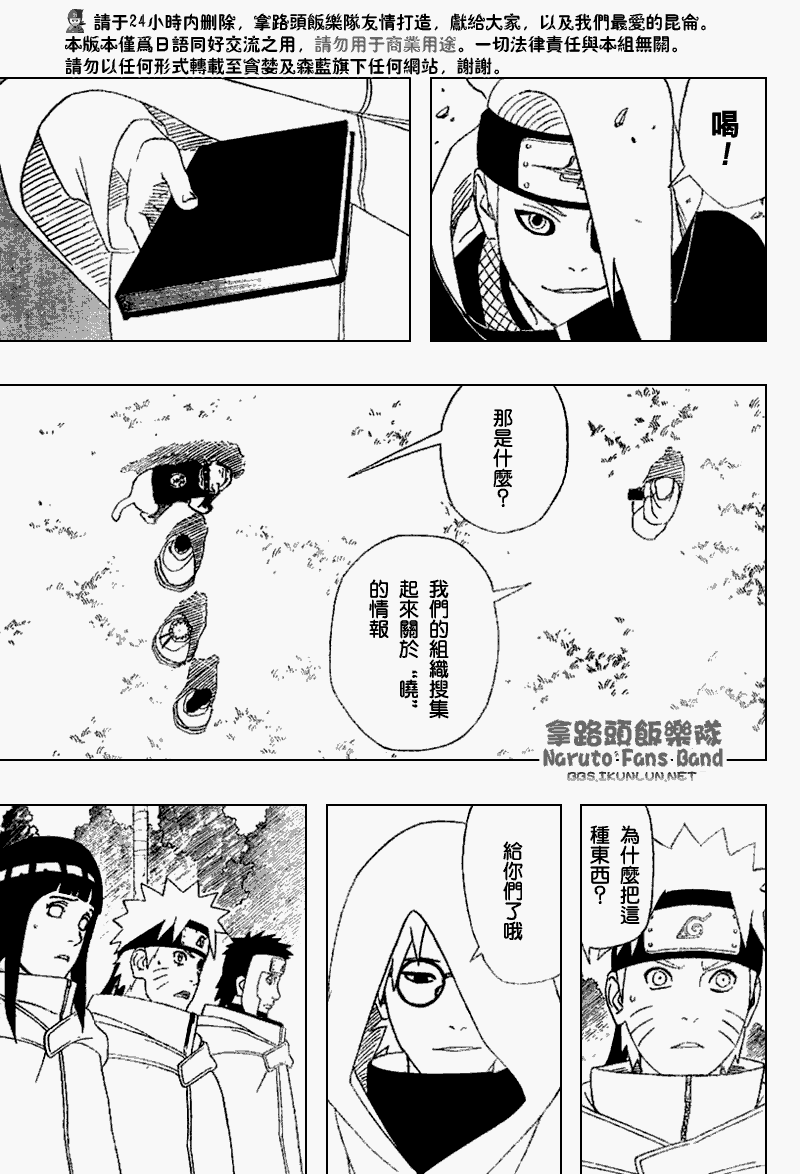 請于24小時内删除，拿路頭飯樂隊友情打造，獻給大家，以及我們最愛的昆侖。
本版本僅爲日語同好交流之用，請勿用于商業用途。一切法律責任與本組無關。
請勿以任何形式轉載至貪婪及森藍旗下任何網站，謝謝。
喝！
那是什麼？
我們的組織搜集
起來關於“曉”
的情報
拿路頭飯樂隊
Naruto Fans Band
BBS.IKUNLUN.NET
為什麼把這
種東西？
給你們了哦